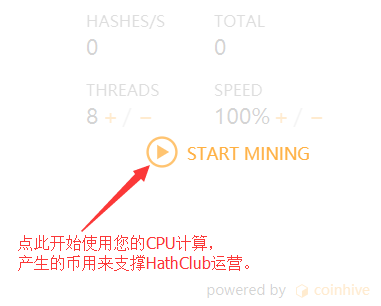 HASHES/S TOTAL
0 0
THREADS SPEED
8 + / − 100% + / −
START MINING
点此开始使用您的CPU计算，
产生的币用来支撑HathClub运营。
powered by coinhive